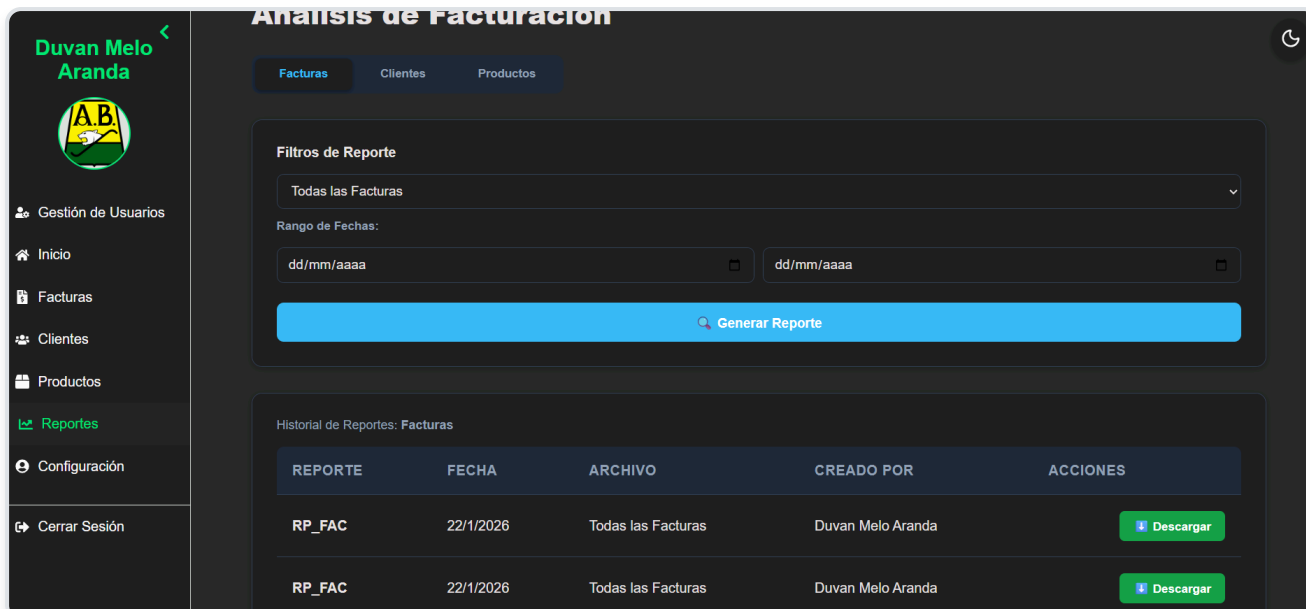 Duvan Melo
Aranda
A.B.
Gestión de Usuarios
Inicio
Facturas
Clientes
Productos
Reportes
Configuración
Cerrar Sesión
Análisis de Facturación
Facturas Clientes Productos
Filtros de Reporte
Todas las Facturas
Rango de Fechas:
dd/mm/aaaa dd/mm/aaaa
Generar Reporte
Historial de Reportes: Facturas
REPORTE FECHA ARCHIVO CREADO POR ACCIONES
RP_FAC 22/1/2026 Todas las Facturas Duvan Melo Aranda Descargar
RP_FAC 22/1/2026 Todas las Facturas Duvan Melo Aranda Descargar